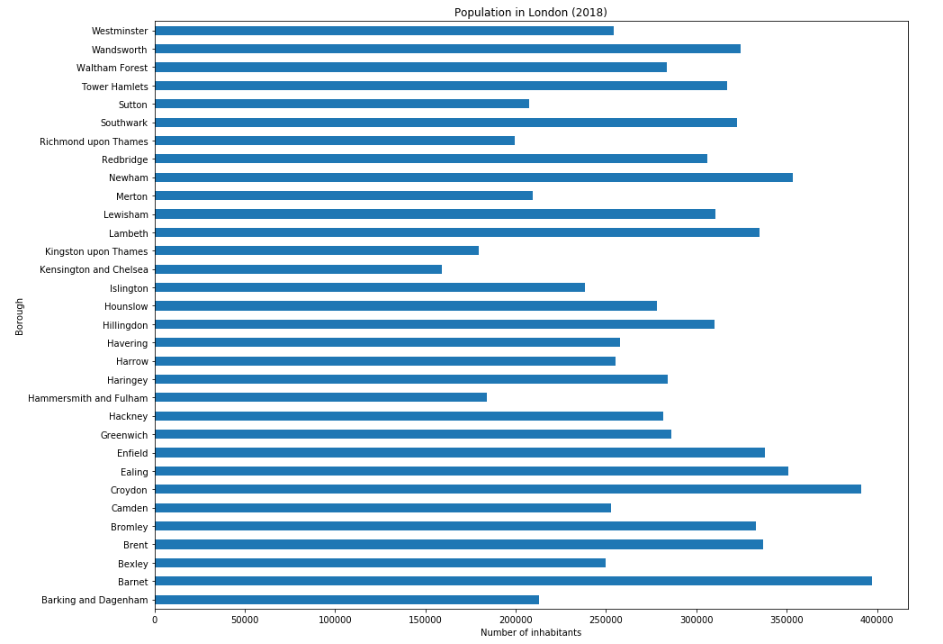 Population in London (2018)
Westminster
Wandsworth
Waltham Forest
Tower Hamlets
Sutton
Southwark
Richmond upon Thames
Redbridge
Newham
Merton
Lewisham
Lambeth
Kingston upon Thames
Kensington and Chelsea
Islington
Hounslow
Hillingdon
Havering
Harrow
Haringey
Hammersmith and Fulham
Hackney
Greenwich
Enfield
Ealing
Croydon
Camden
Bromley
Brent
Bexley
Barnet
Barking and Dagenham
Borough
0 50000 100000 150000 200000 250000 300000 350000 400000
Number of inhabitants